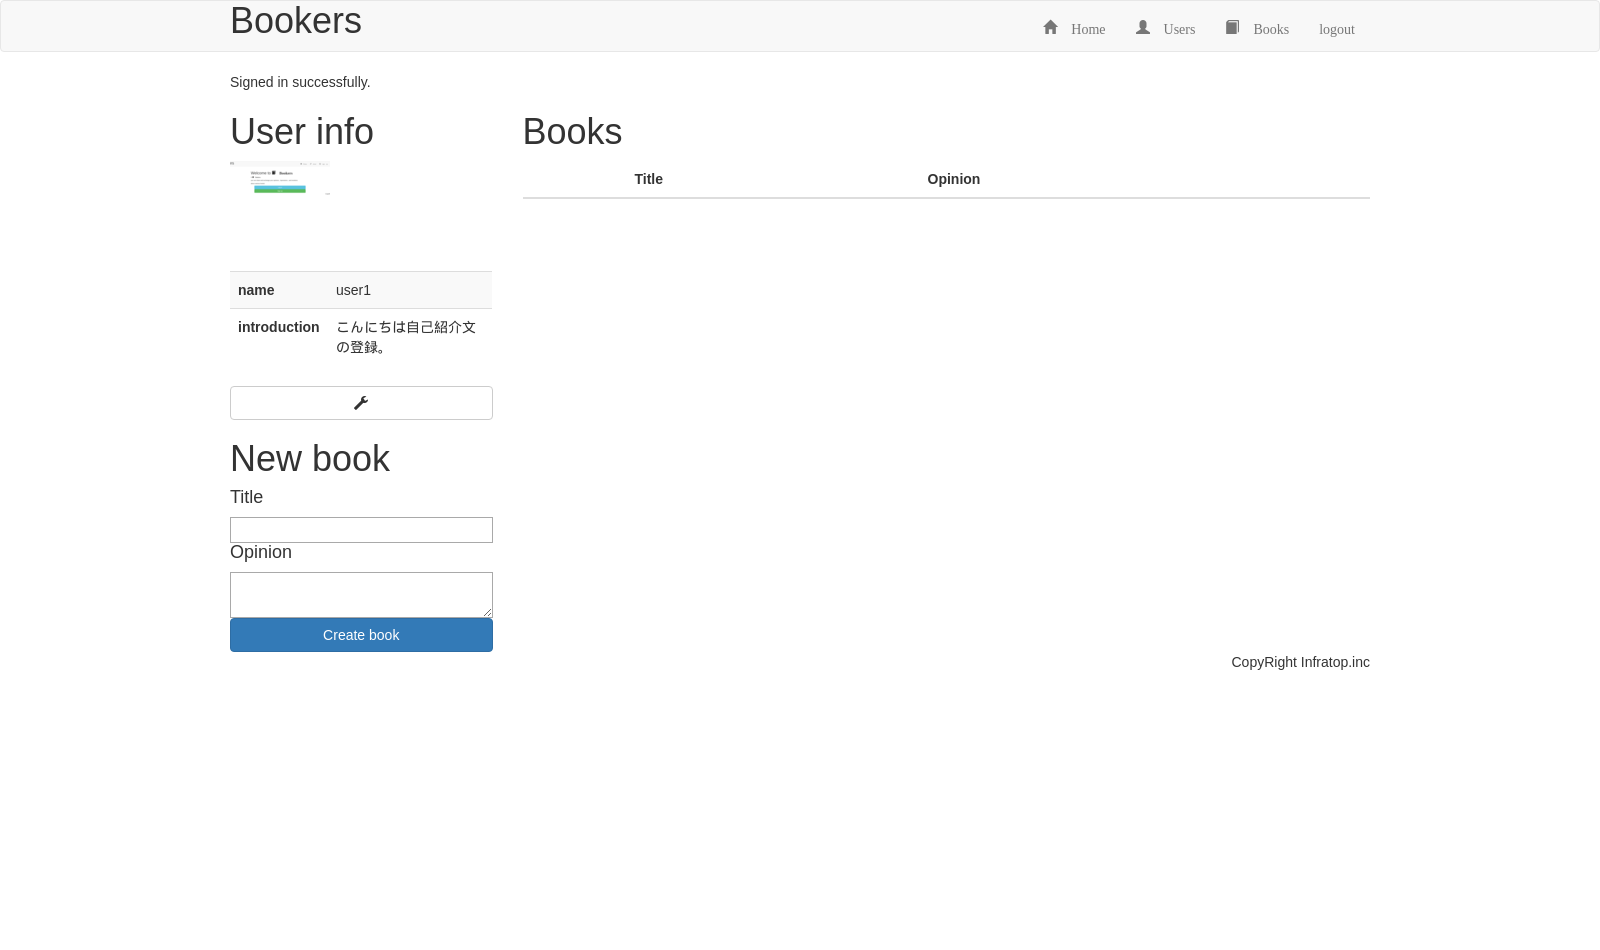 Bookers
Home Users Books logout
Signed in successfully.
User info
Books
Title Opinion
name user1
introduction こんにちは自己紹介文
の登録。
New book
Title
Opinion
Create book
CopyRight Infratop.inc